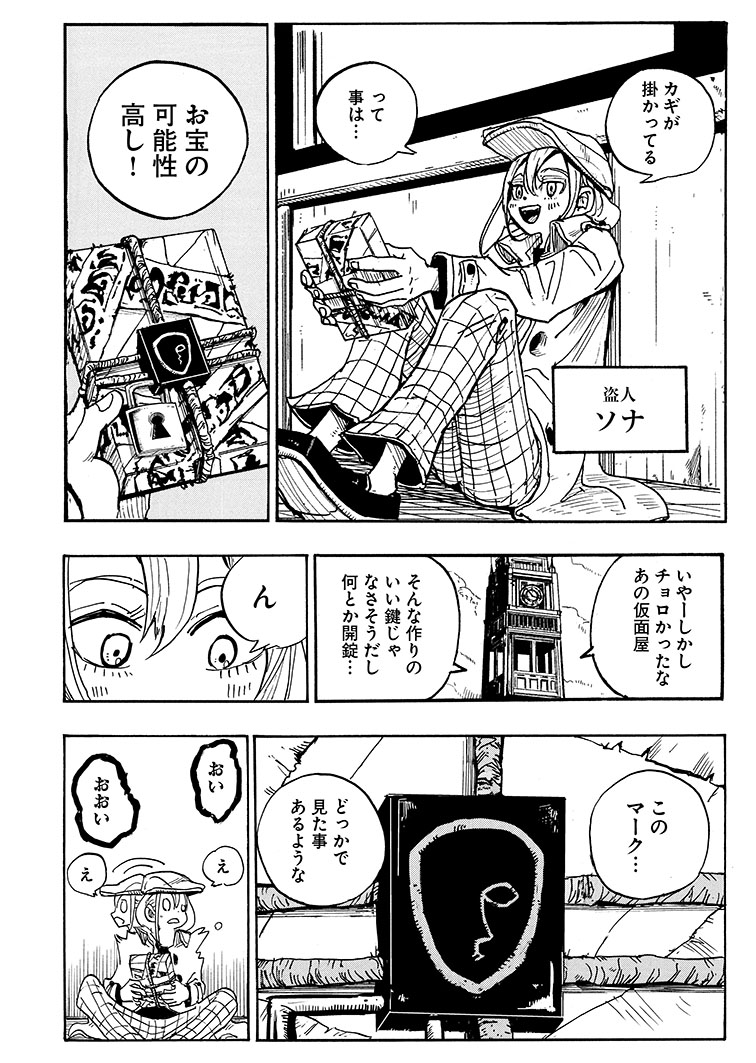 カギが
掛かってる
って
事は…
盗人
ソナ
お宝の
可能性
高し！
いやーしかし
チョロかったな
あの仮面屋
そんな作りの
いい鍵じゃ
なさそうだし
何とか開錠…
ん
この
マーク…
どっかで
見た事
あるような
おい
おおい
え
え